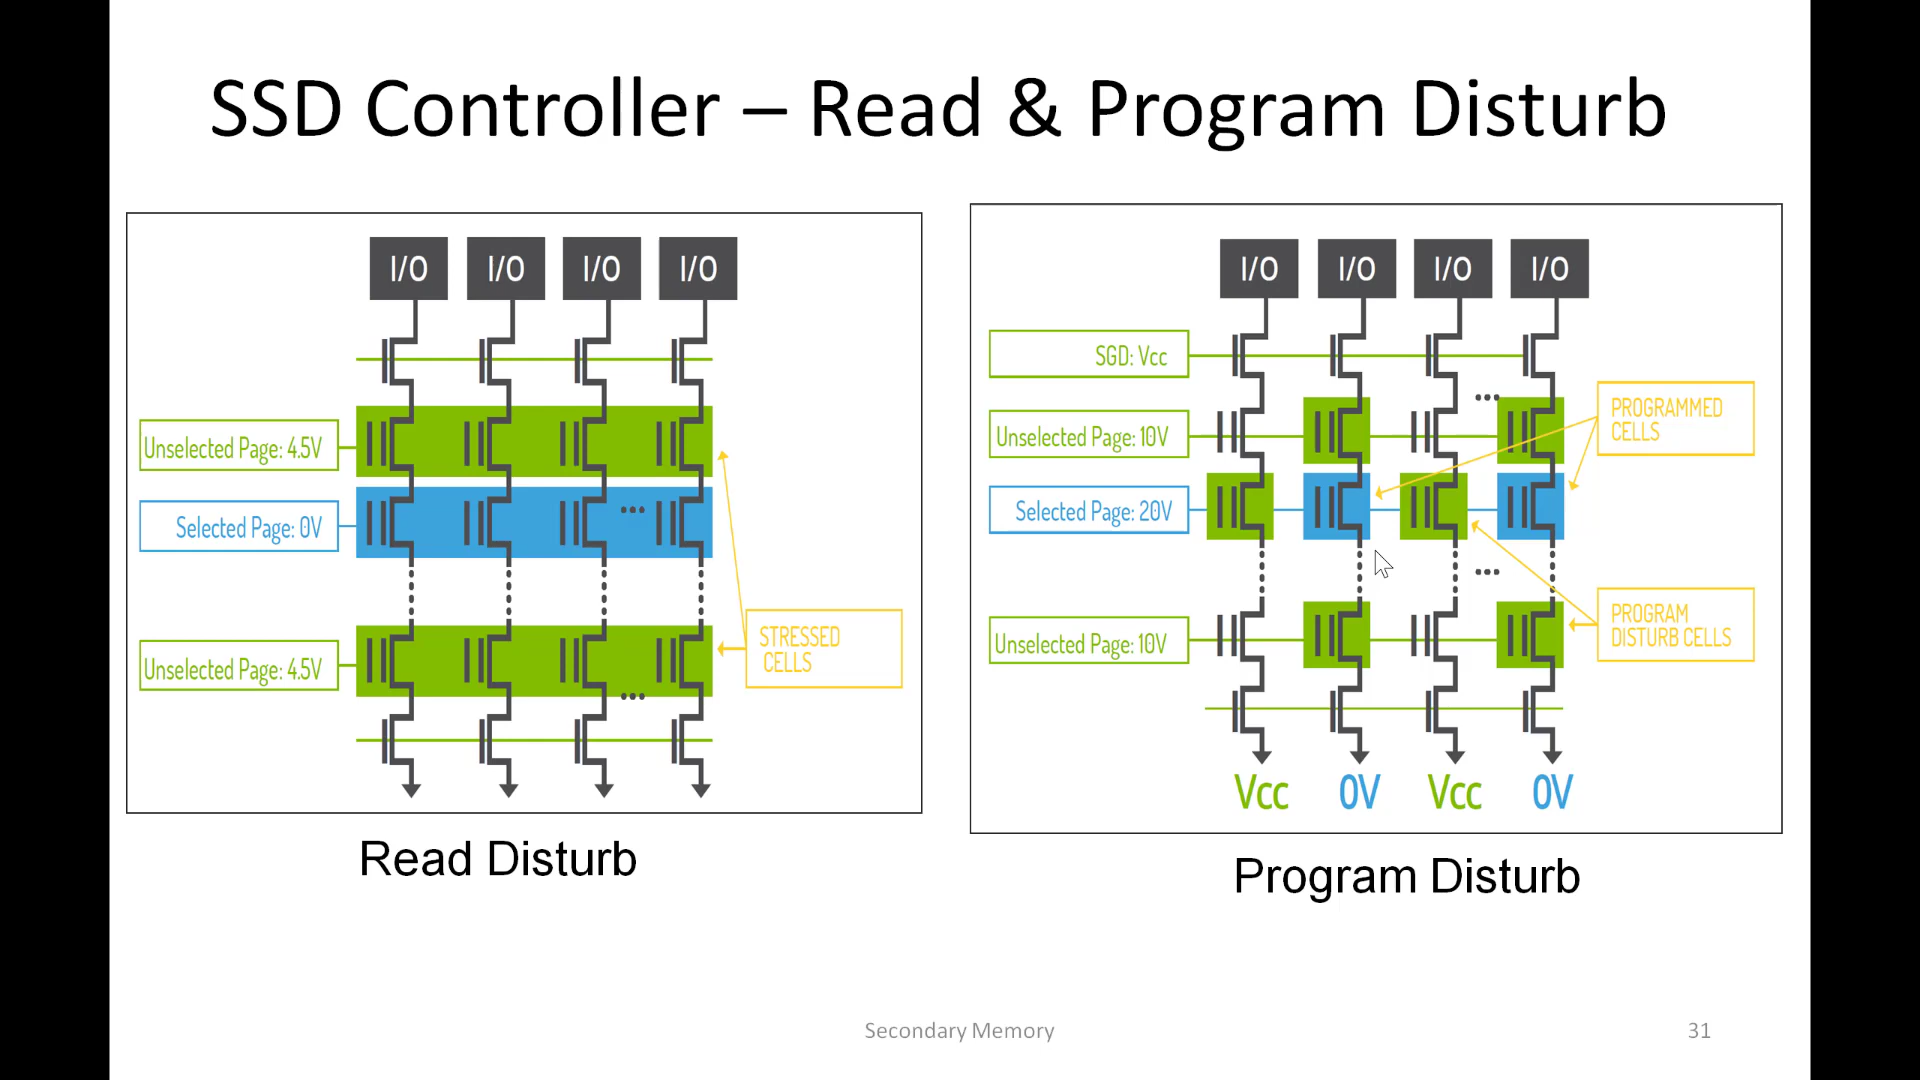 SSD Controller – Read & Program Disturb
I/O I/O I/O I/O
Unselected Page: 4.5V
Selected Page: 0V
...
Unselected Page: 4.5V
...
STRESSED
CELLS
Read Disturb
I/O I/O I/O I/O
SGD: Vcc
...
Unselected Page: 10V
PROGRAMMED
CELLS
Selected Page: 20V
...
Unselected Page: 10V
PROGRAM
DISTURB CELLS
Vcc 0V Vcc 0V
Program Disturb
Secondary Memory
31